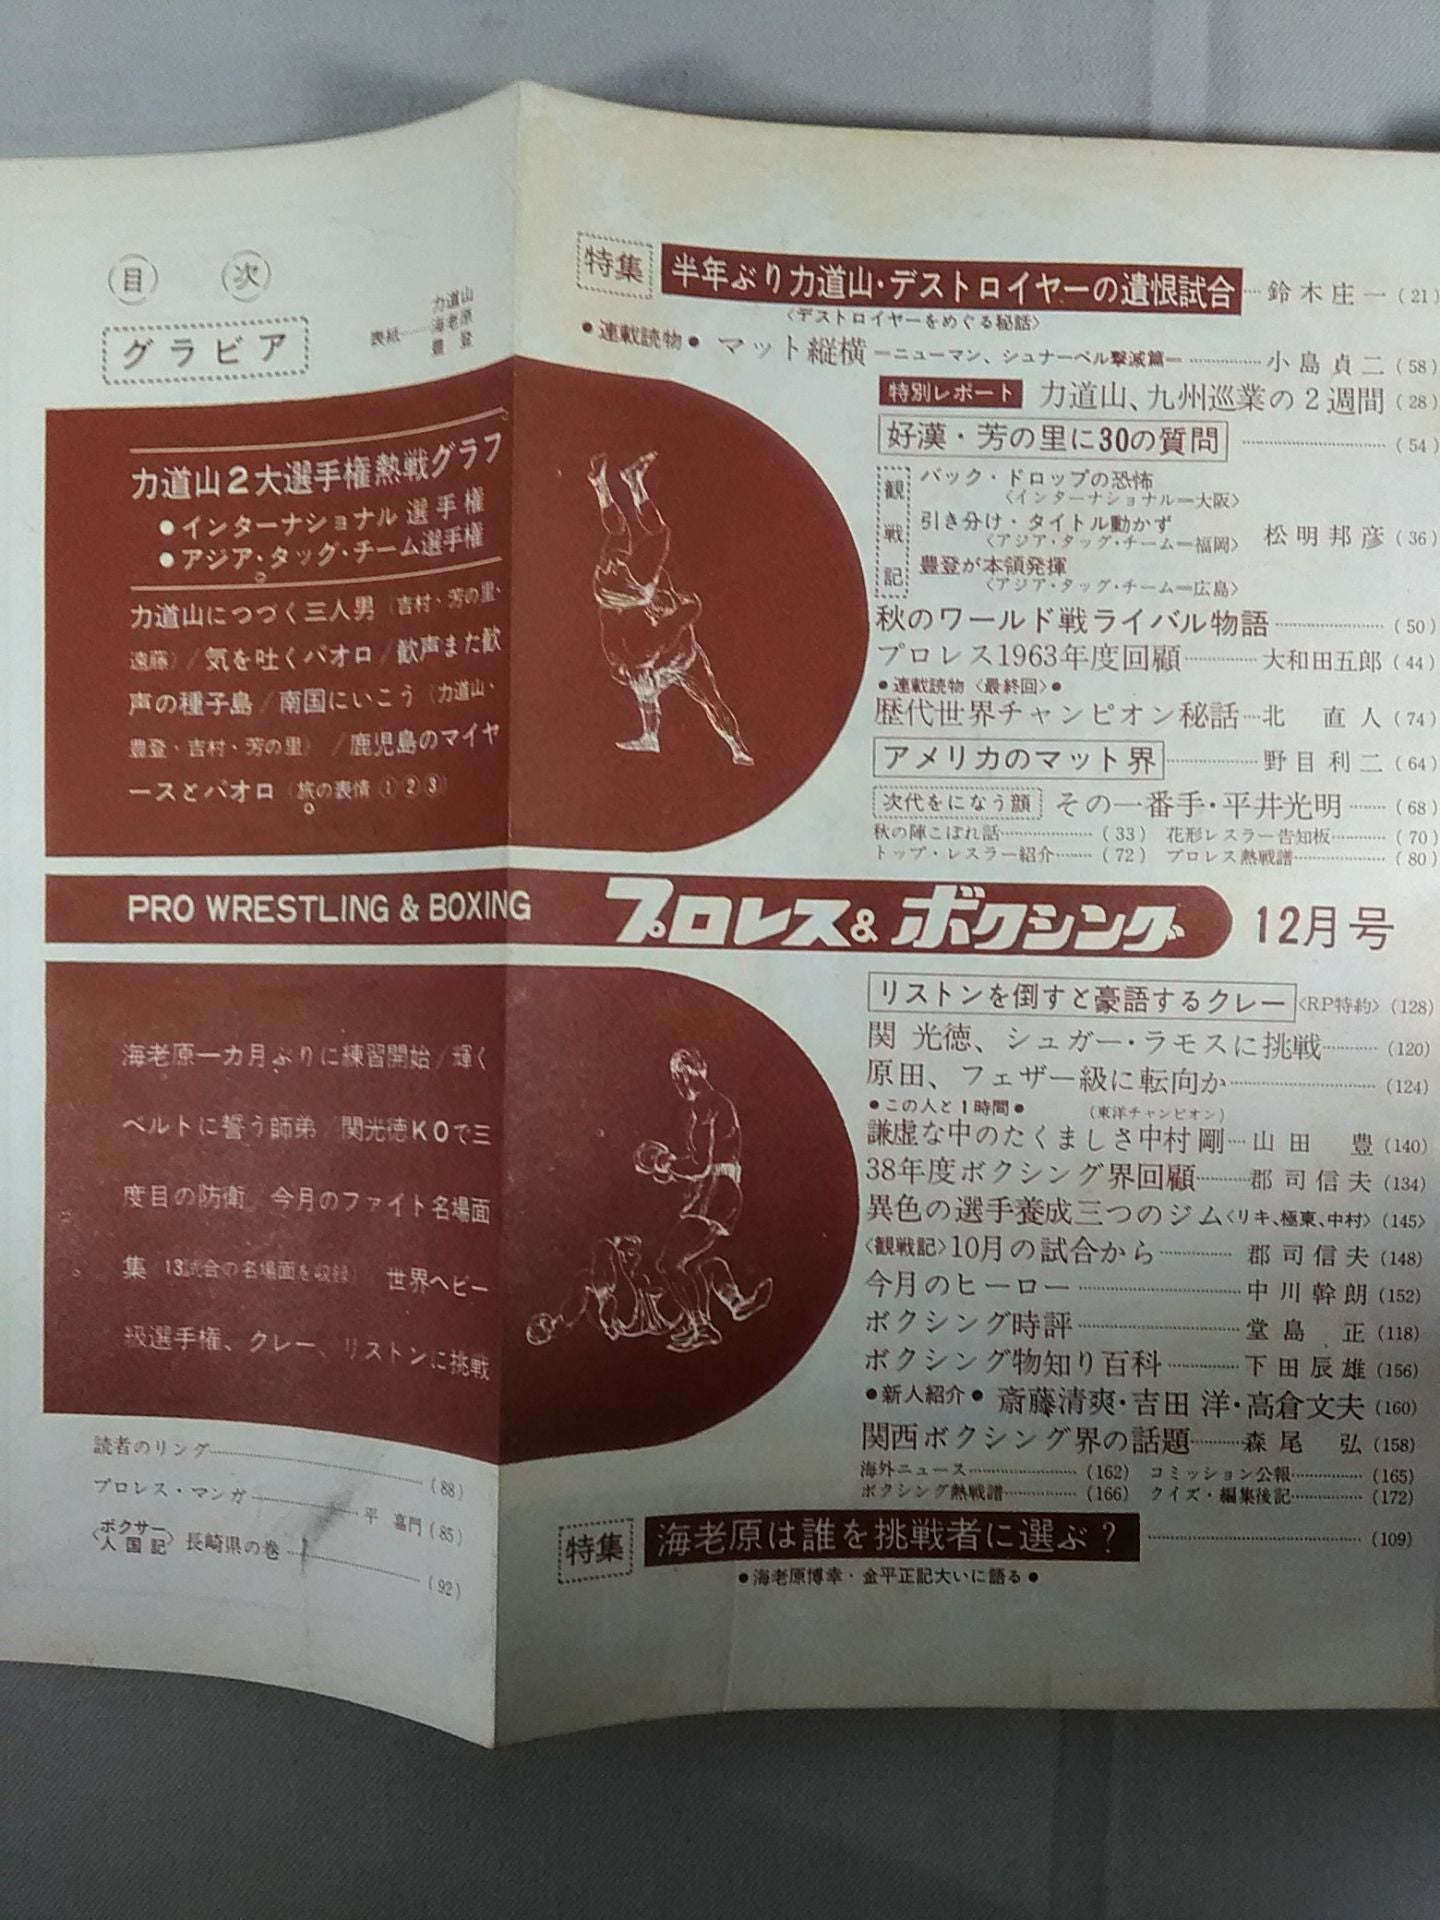 目次
表紙……力道山 海老原 豊登
グラビア
力道山2大選手権熱戦グラフ
●インターナショナル選手権
●アジア・タッグ・チーム選手権
力道山につづく三人男（吉村・芳の里・
遠藤）/気を吐くバオロ/歓声また歓
声の種子島/南国にいこう（力道山・
豊登・吉村・芳の里）/鹿児島のマイヤ
ースとバオロ（旅の表情①②③）
特集 半年ぶり力道山・デストロイヤーの遺恨試合…鈴木庄一(21)
〈デストロイヤーをめぐる秘話〉
●連載読物● マット縦横＝ニューマン、シュナーベル撃滅篇＝……小島貞二(58)
特別レポート 力道山、九州巡業の2週間(28)
好漢・芳の里に30の質問……(54)
観戦記
バック・ドロップの恐怖
〈インターナショナル＝大阪〉
引き分け・タイトル動かず
〈アジア・タッグ・チーム＝福岡〉
松明邦彦(36)
豊登が本領発揮
〈アジア・タッグ・チーム＝広島〉
秋のワールド戦ライバル物語……(50)
プロレス1963年度回顧……大和田五郎(44)
●連載読物〈最終回〉●
歴代世界チャンピオン秘話…北 直人(74)
アメリカのマット界……野目利二(64)
次代をになう顔 その一番手・平井光明……(68)
秋の陣こぼれ話……(33) 花形レスラー告知板……(70)
トップ・レスラー紹介……(72) プロレス熱戦譜……(80)
PRO WRESTLING & BOXING プロレス&ボクシング 12月号
海老原一カ月ぶりに練習開始/輝く
ベルトに誓う師弟/関光徳KOで三
度目の防衛/今月のファイト名場面
集（13試合の名場面を収録） 世界ヘビー
級選手権、クレー、リストンに挑戦
読者のリング……(88)
プロレス・マンガ……平 嘉門(85)
〈ボクサー人国記〉長崎県の巻……(92)
リストンを倒すと豪語するクレー〈RP特約〉(128)
関 光徳、シュガー・ラモスに挑戦……(120)
原田、フェザー級に転向か……(124)
●この人と1時間● (東洋チャンピオン)
謙虚な中のたくましさ中村剛…山田 豊(140)
38年度ボクシング界回顧……郡司信夫(134)
異色の選手養成三つのジム〈リキ、極東、中村〉(145)
〈観戦記〉10月の試合から……郡司信夫(148)
今月のヒーロー……中川幹朗(152)
ボクシング時評……堂島 正(118)
ボクシング物知り百科……下田辰雄(156)
●新人紹介● 斎藤清爽・吉田 洋・高倉文夫(160)
関西ボクシング界の話題……森尾 弘(158)
海外ニュース……(162) コミッション公報……(165)
ボクシング熱戦譜……(166) クイズ・編集後記……(172)
特集 海老原は誰を挑戦者に選ぶ？……(109)
●海老原博幸・金平正記大いに語る●